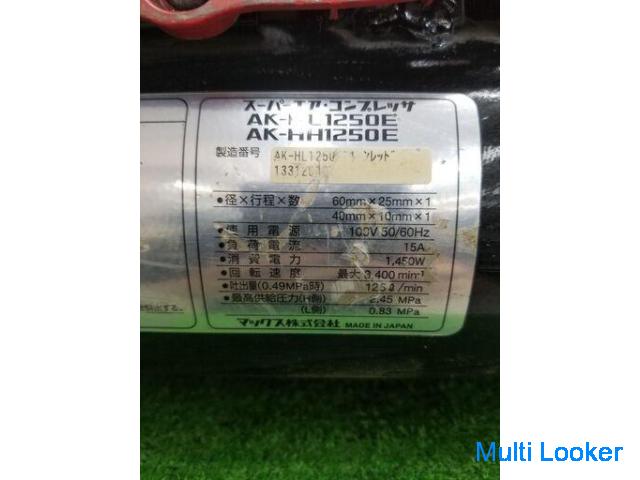 スーパーエア・コンプレッサ
AK-HL1250E
AK-HH1250E
製造番号 AK-HL1250
1331
●径×行程×数 60mm×25mm×1
40mm×10mm×1
●使用電源 100V 50/60Hz
●負荷電流 15A
●消費電力 1,450W
●回転速度 最大3,400min⁻¹
●吐出量(0.49MPa時) 125ℓ/min
●最高供給圧力(H側) 2.45 MPa
(L側) 0.83 MPa
マックス株式会社 MADE IN JAPAN
Multi Looker